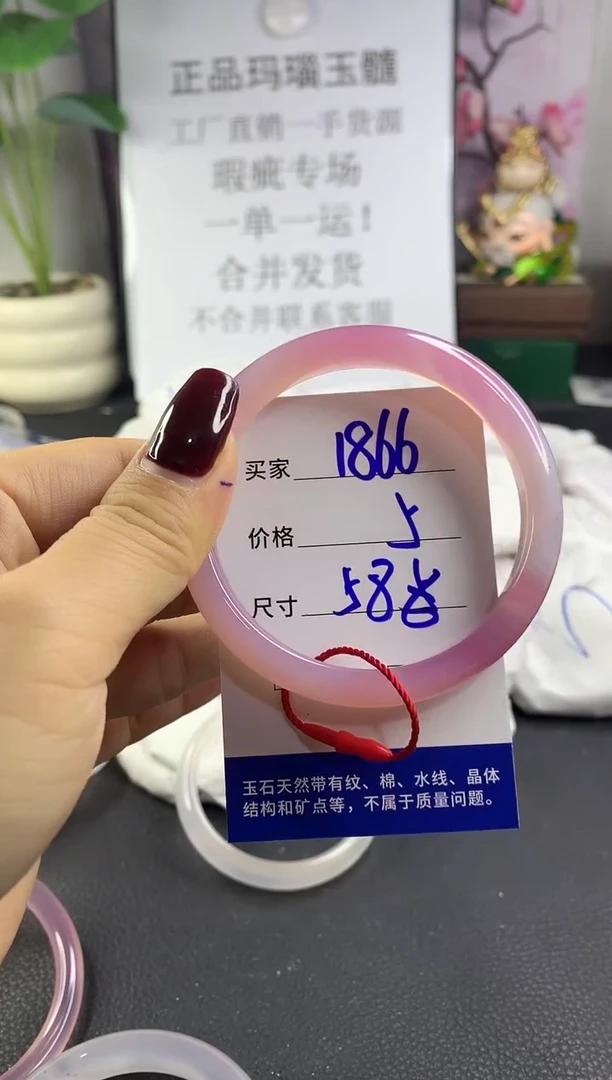 正品玛瑙玉髓
工厂直销一手货源
瑕疵专场
一单一运!
合并发货
不合并联系客服
买家 1866
价格 5
尺寸 58
玉石天然带有纹、棉、水线、晶体
结构和矿点等，不属于质量问题。